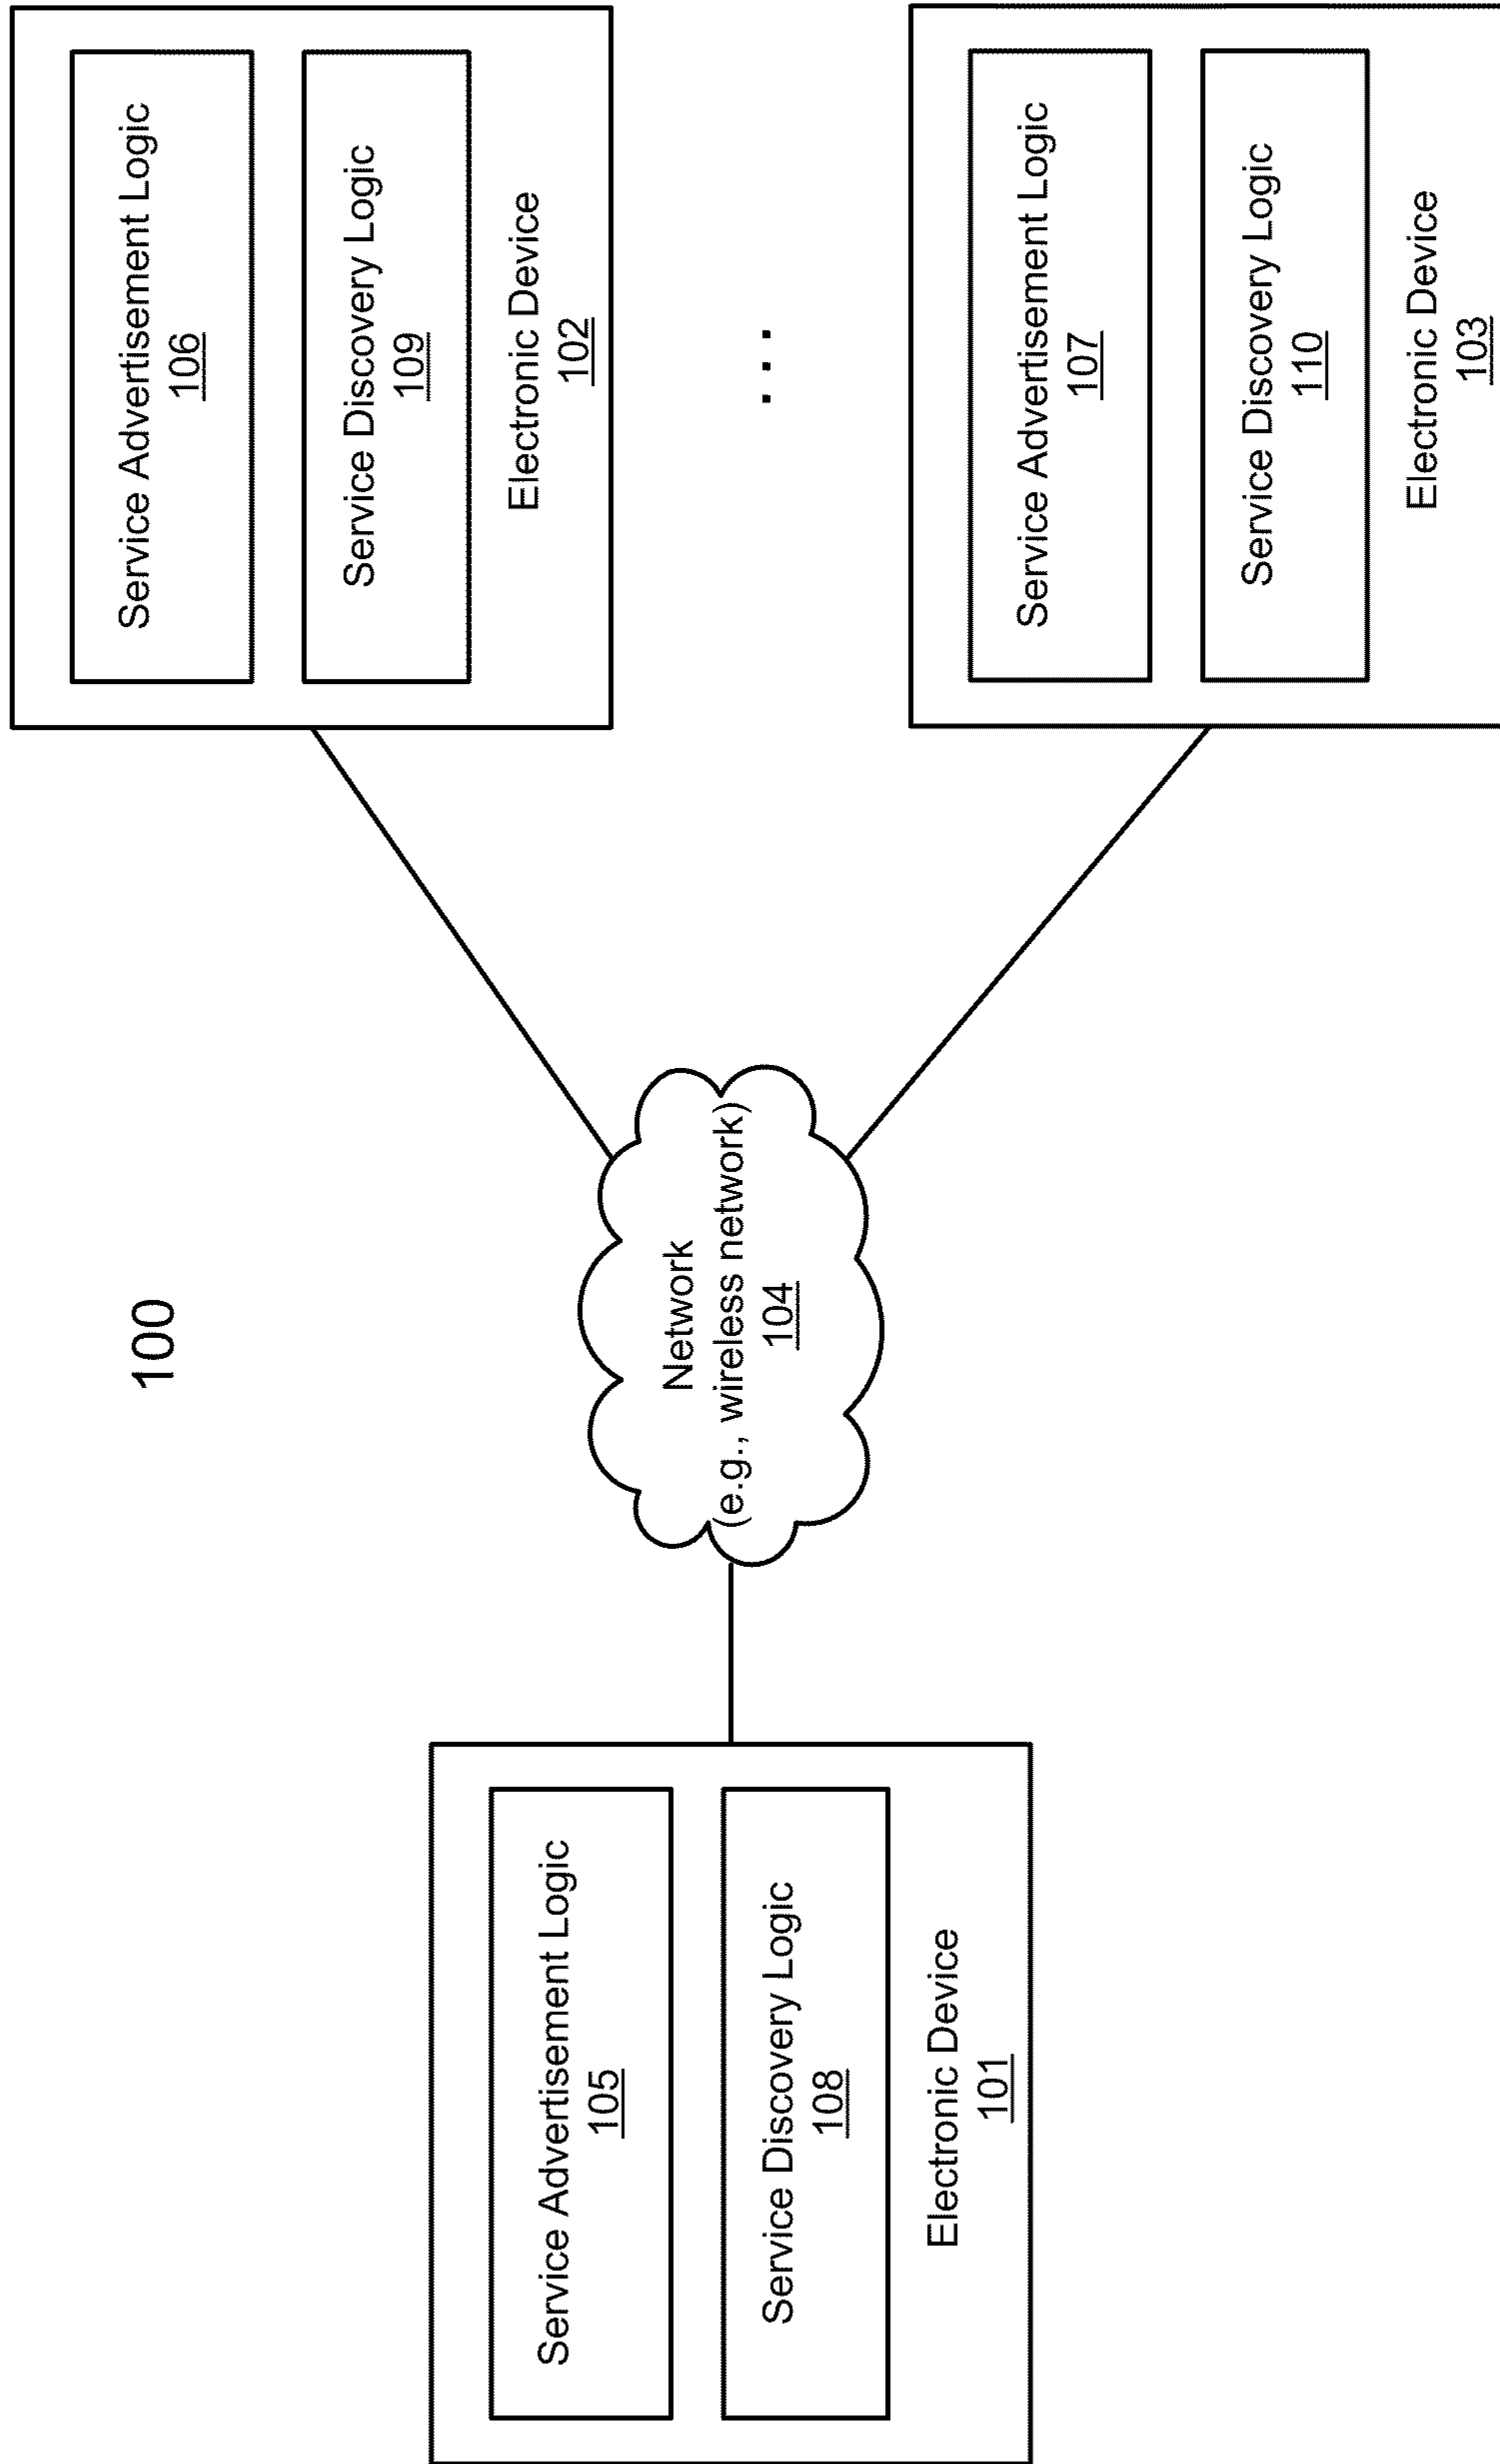 100
Service Advertisement Logic
105
Service Discovery Logic
108
Electronic Device
101
Network
(e.g., wireless network)
104
Service Advertisement Logic
106
Service Discovery Logic
109
Electronic Device
102
. . .
Service Advertisement Logic
107
Service Discovery Logic
110
Electronic Device
103